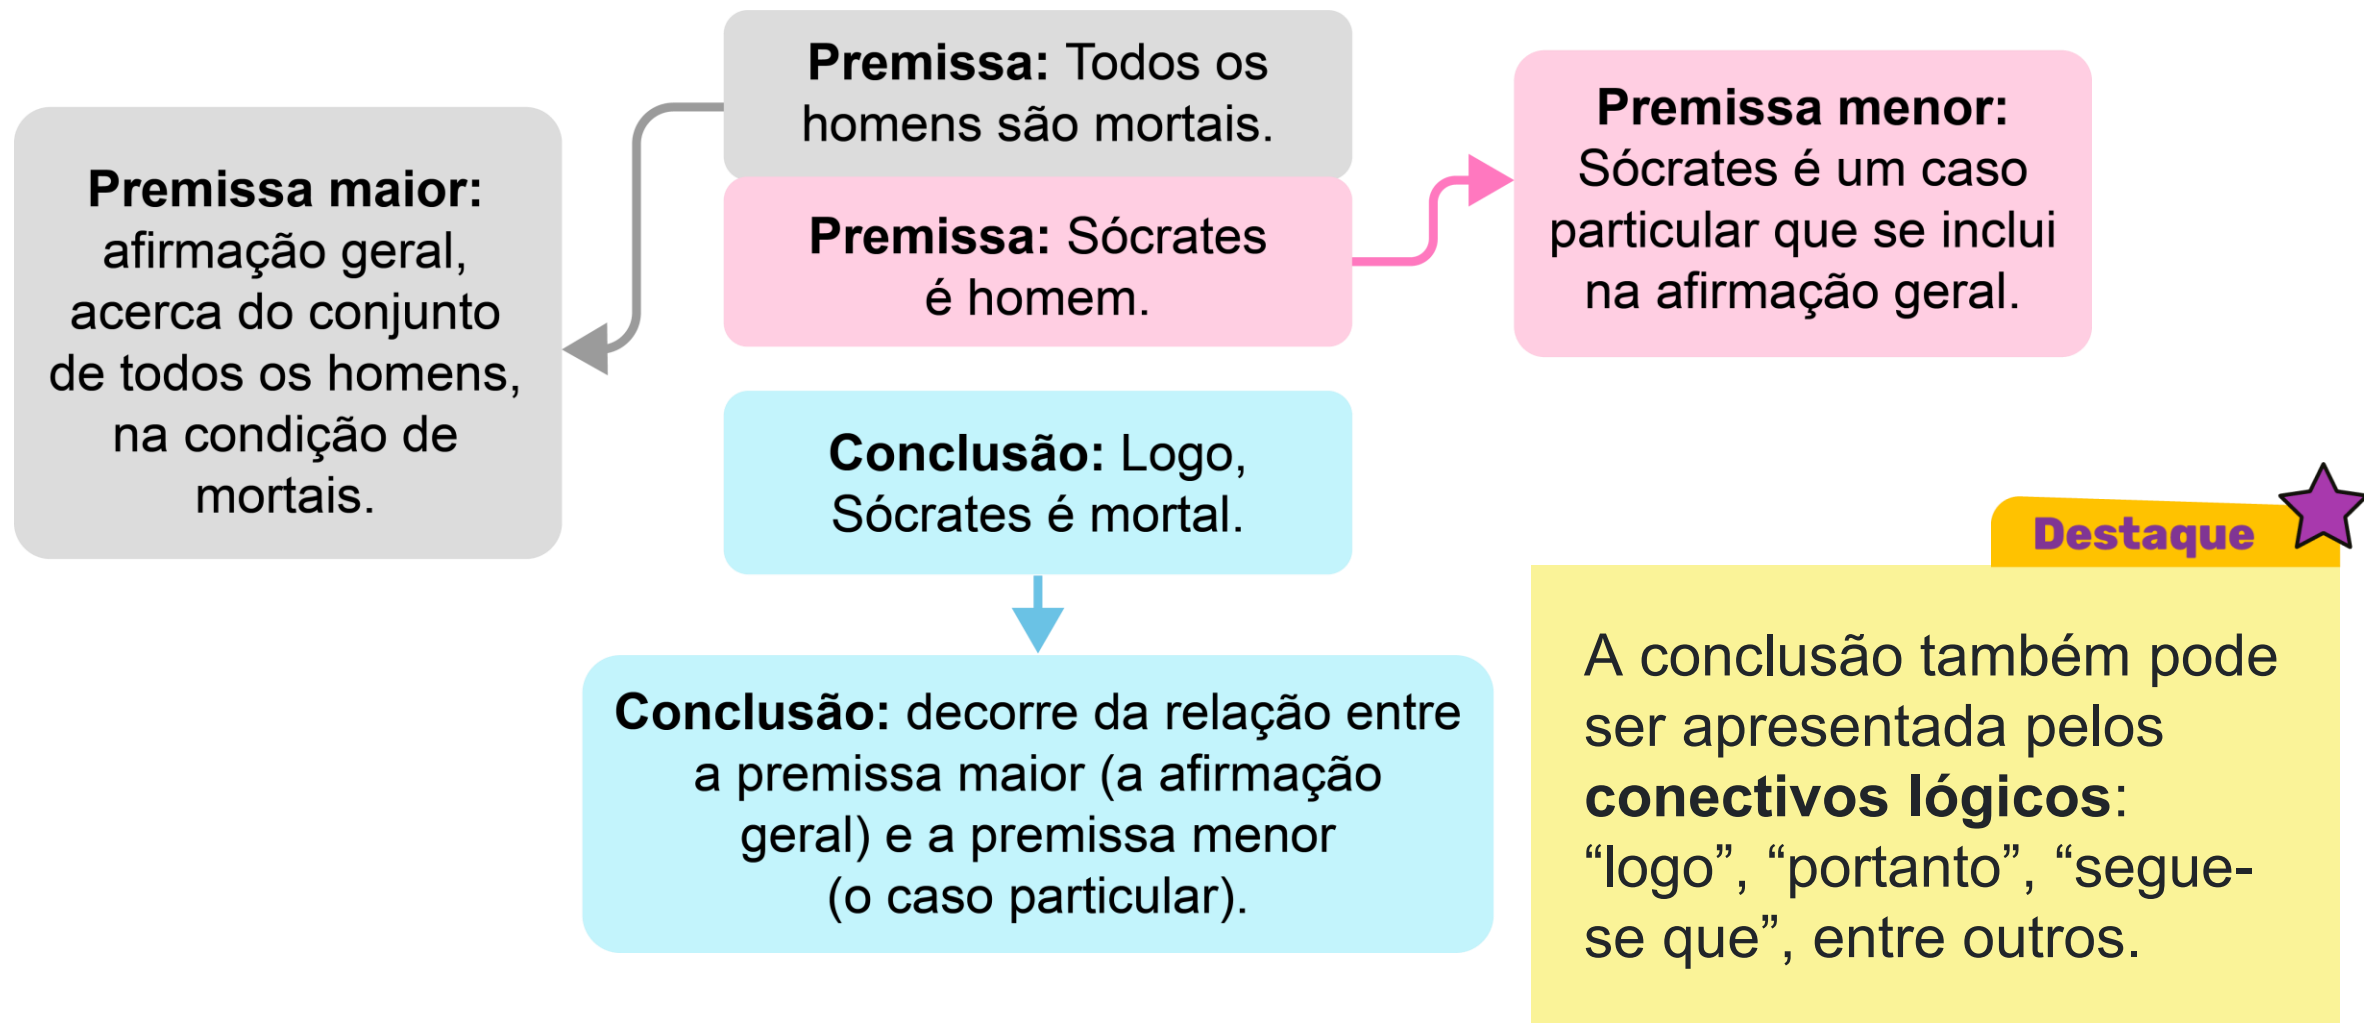 Premissa: Todos os
homens são mortais.
Premissa: Sócrates
é homem.
Premissa maior:
afirmação geral,
acerca do conjunto
de todos os homens,
na condição de
mortais.
Premissa menor:
Sócrates é um caso
particular que se inclui
na afirmação geral.
Conclusão: Logo,
Sócrates é mortal.
Conclusão: decorre da relação entre
a premissa maior (a afirmação
geral) e a premissa menor
(o caso particular).
Destaque
A conclusão também pode
ser apresentada pelos
conectivos lógicos:
“logo”, “portanto”, “segue-
se que”, entre outros.